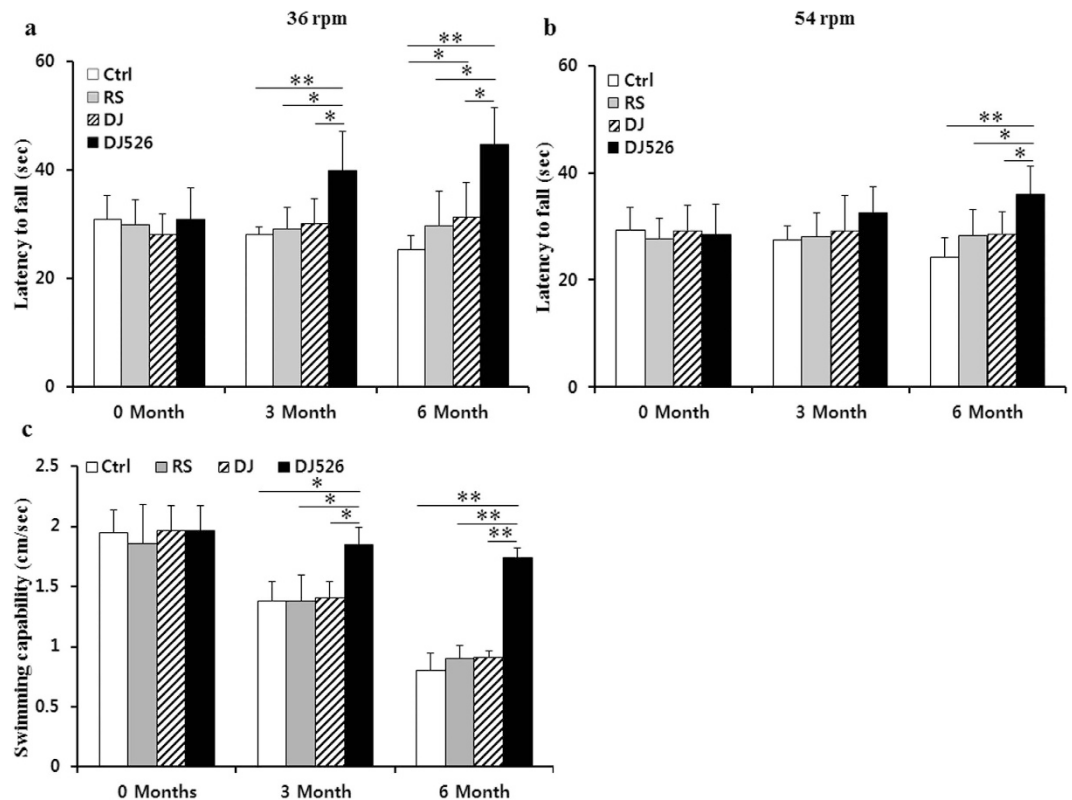 a
36 rpm
Ctrl
RS
DJ
DJ526
Latency to fall (sec)
60
40
20
0
**
*
*
**
*
*
*
0 Month
3 Month
6 Month
b
54 rpm
Ctrl
RS
DJ
DJ526
Latency to fall (sec)
60
40
20
0
**
*
*
0 Month
3 Month
6 Month
c
Ctrl RS DJ DJ526
Swimming capability (cm/sec)
2.5
2
1.5
1
0.5
0
*
*
*
**
**
**
0 Months
3 Month
6 Month